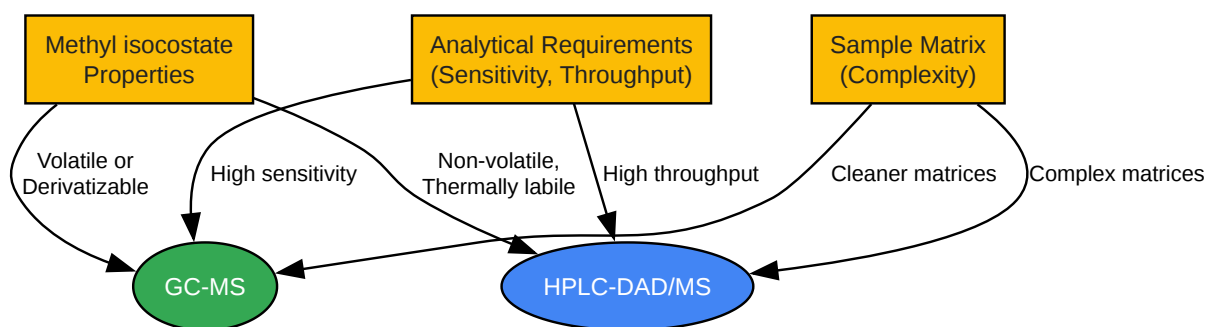 Methyl isocostate
Properties
Analytical Requirements
(Sensitivity, Throughput)
Sample Matrix
(Complexity)
Volatile or
Derivatizable
High sensitivity
Non-volatile,
Thermally labile
High throughput
Cleaner matrices
Complex matrices
GC-MS
HPLC-DAD/MS